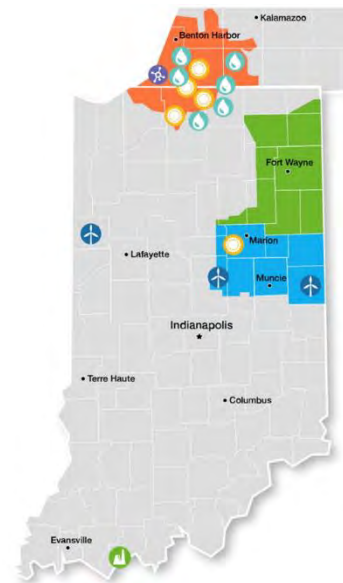 Kalamazoo
Benton Harbor
Fort Wayne
Marion
Lafayette
Muncie
Indianapolis
Terre Haute
Columbus
Evansville